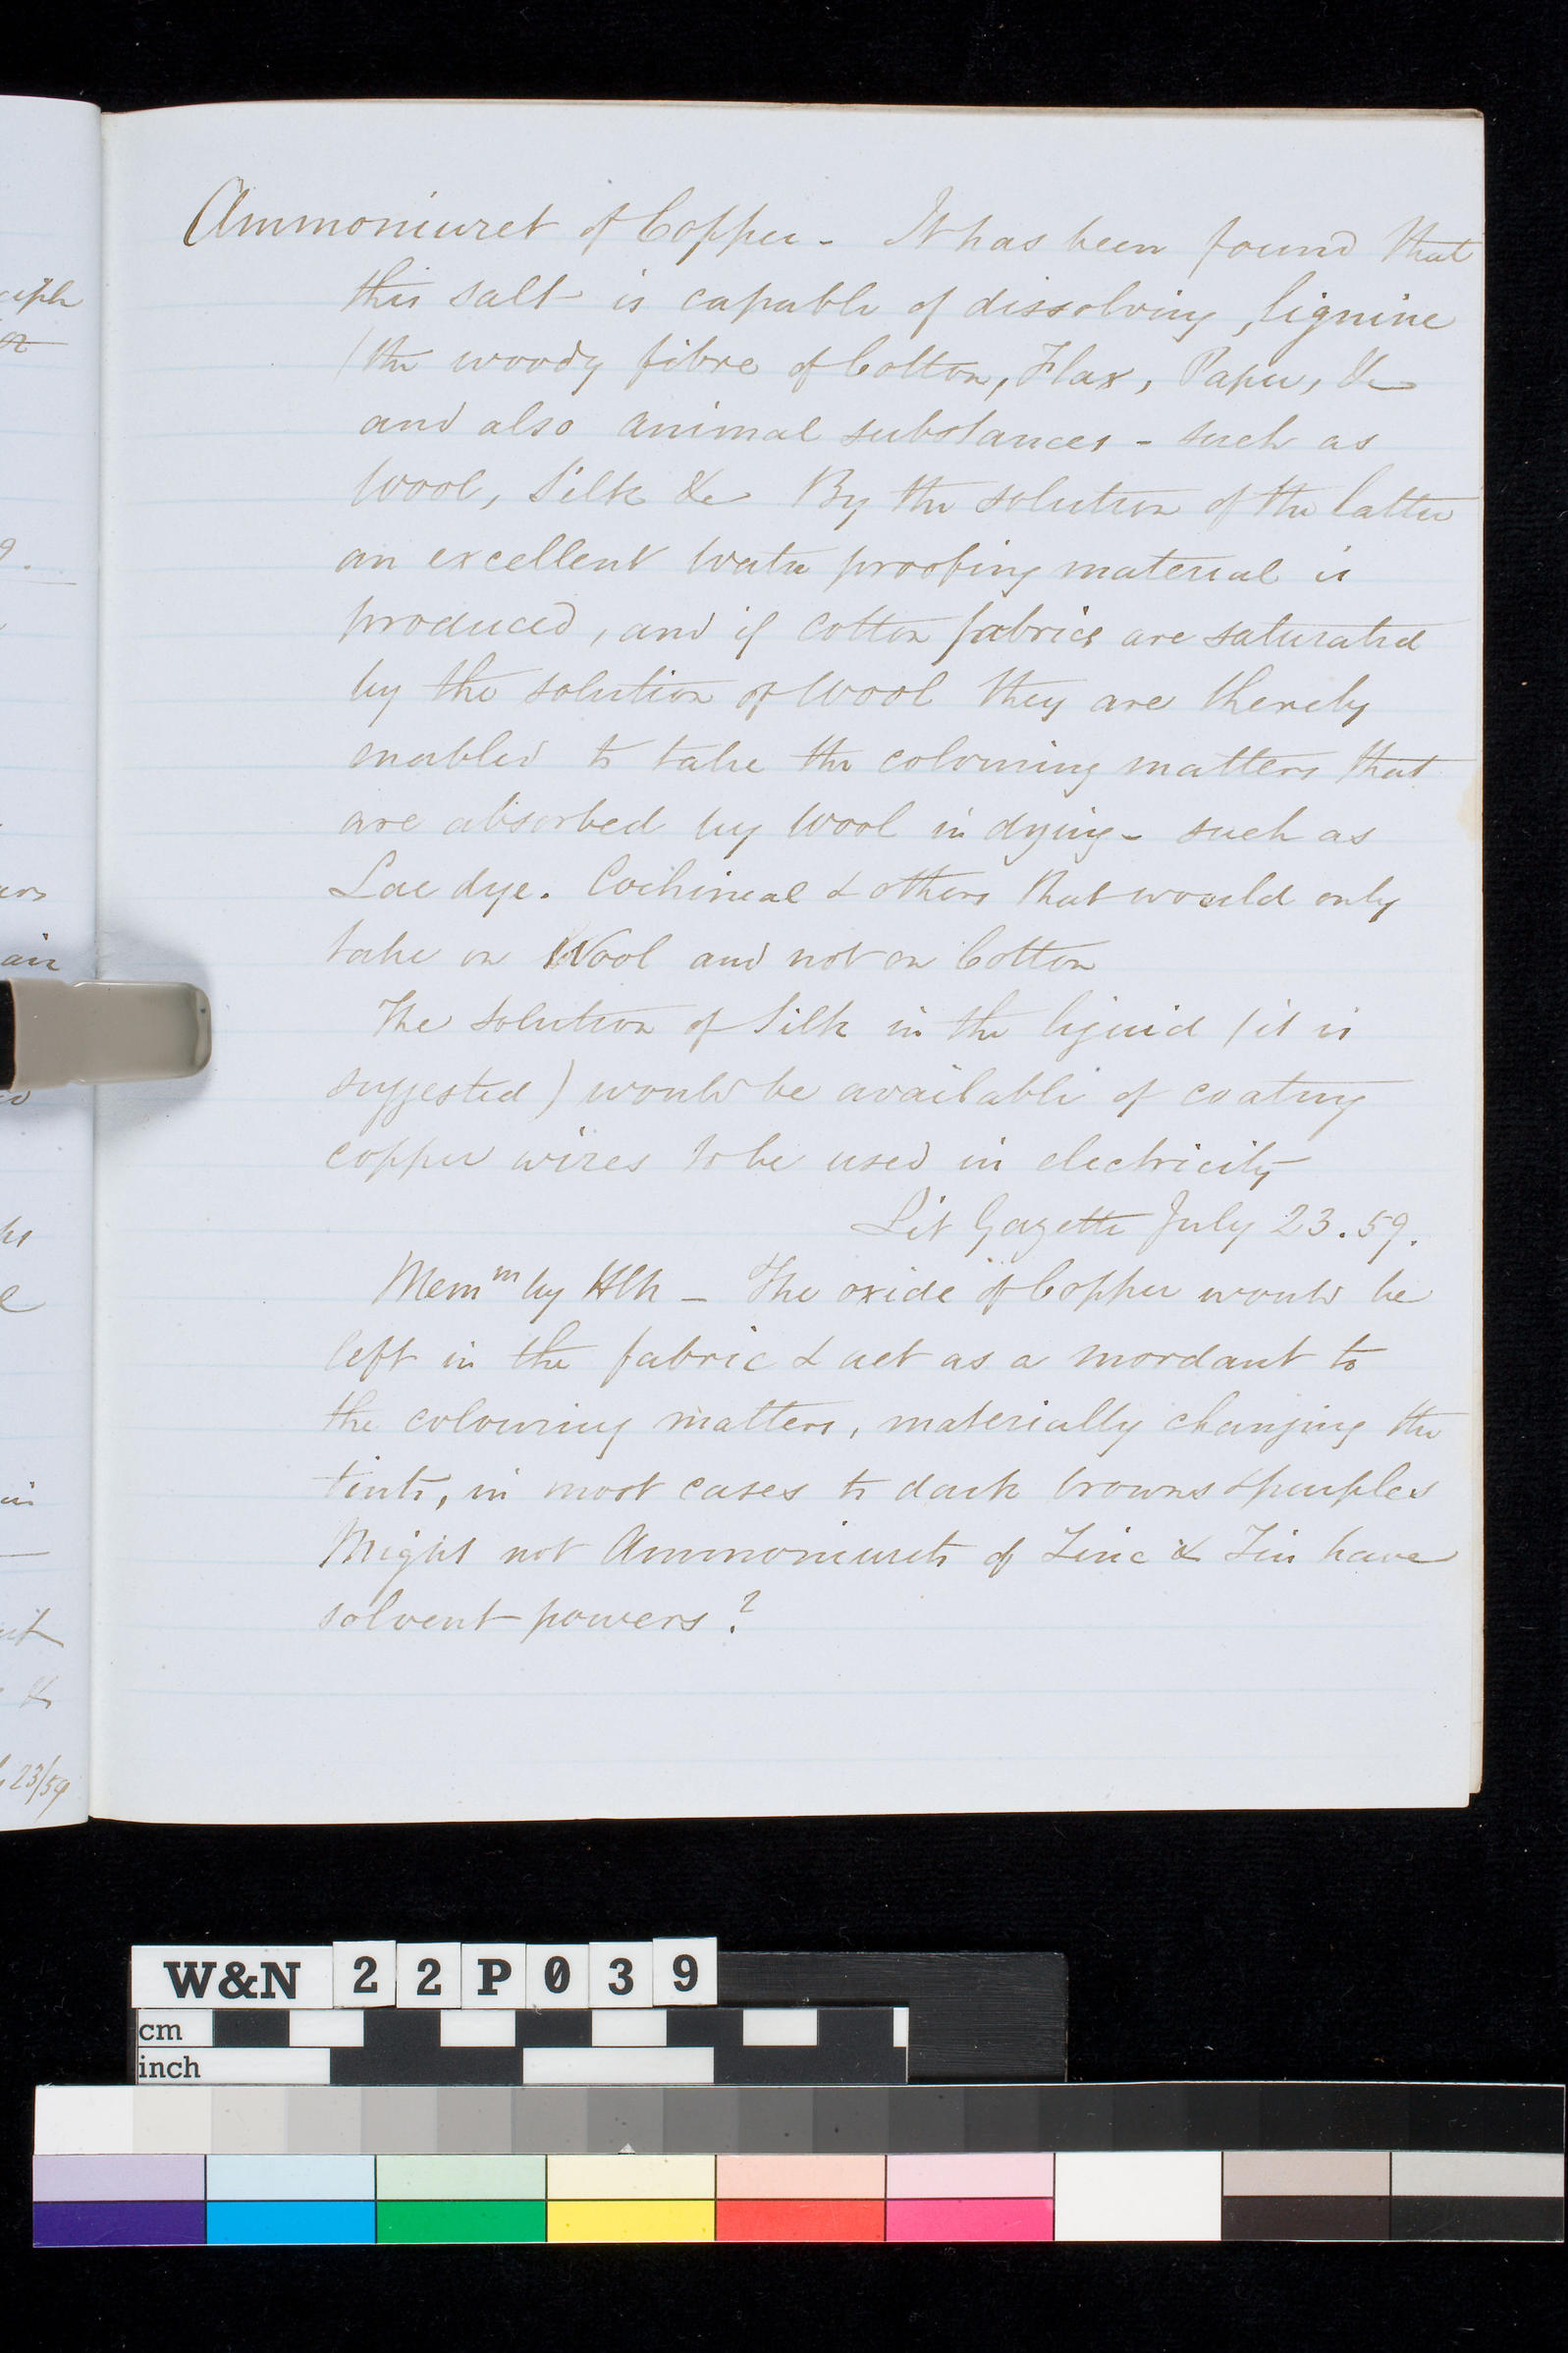 Ammoniuret of Copper - It has been found that
this salt is capable of dissolving, lignine
(the woody fibre of Cotton, Flax, Paper, &c
and also animal substances - such as
Wool, Silk &c By the solution of the latter
an excellent water proofing material is
produced, and if cotton fabrics are saturated
by the solution of Wool they are thereby
enabled to take the colouring matters that
are absorbed by Wool in dying - such as
Lac dye. Cochineal & others that would only
take on Wool and not on Cotton
The solution of Silk in the liquid (it is
suggested) would be available of coating
copper wires to be used in electricity
Lit Gazette July 23.59.
Memm by - The oxide of Copper would be
left in the fabric & act as a mordant to
the colouring matters, materially changing the
tints, in most cases to dark browns & purples
Might not Ammoniurets of Zinc & Tin have
solvent powers?
air
23/59
W&N 22P039
cm
inch